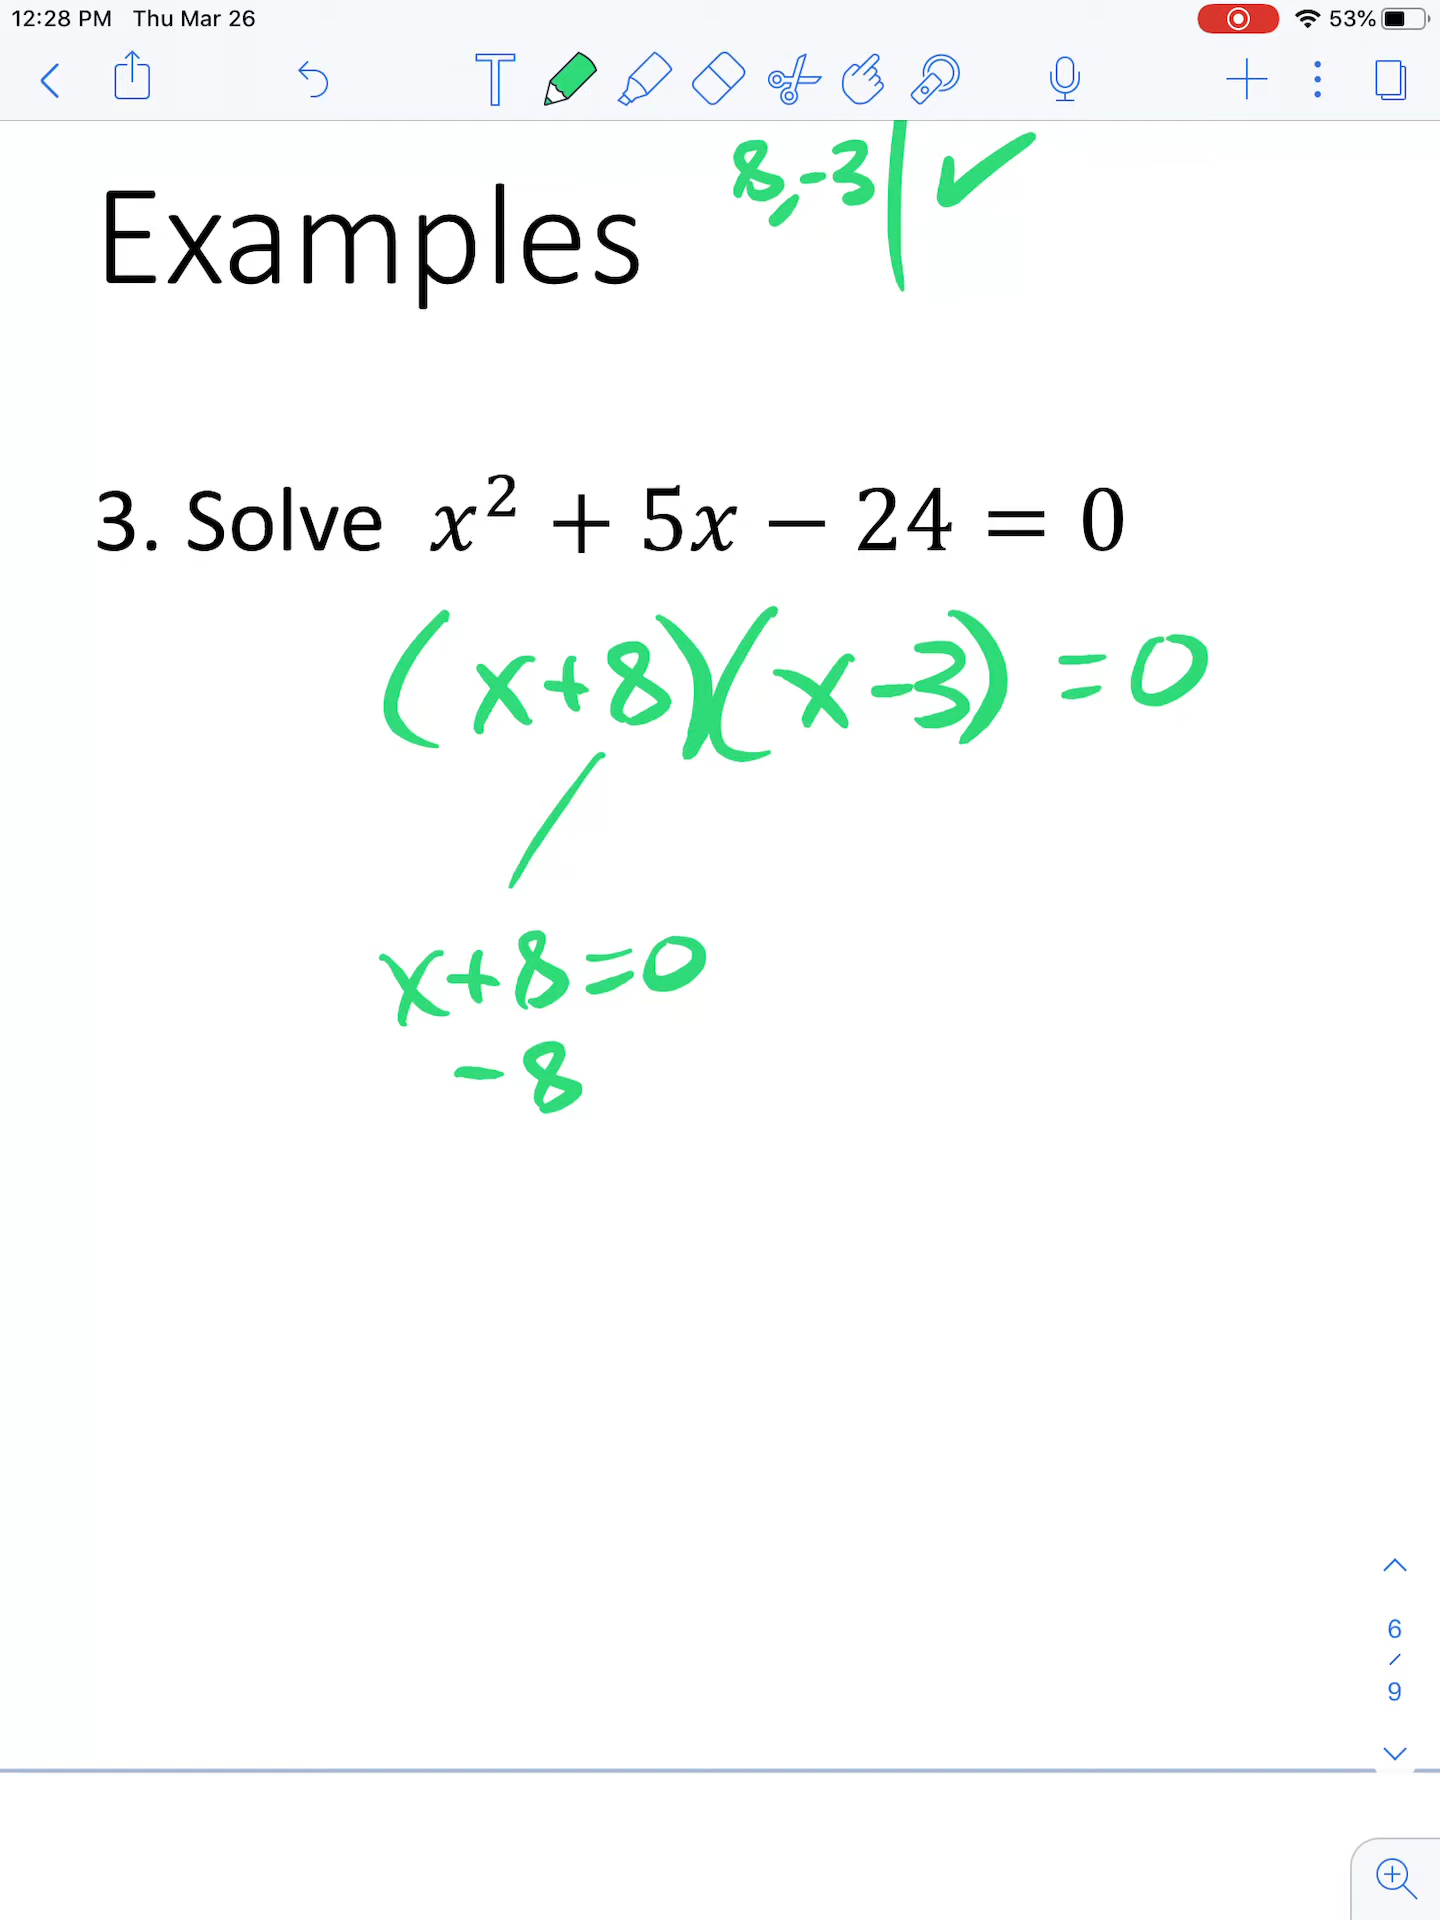 12:28 PM Thu Mar 26 53%
T
8,-3 ✓
Examples
3. Solve x² + 5x − 24 = 0
(x+8)(x-3) = 0
x+8=0
-8
6
/
9